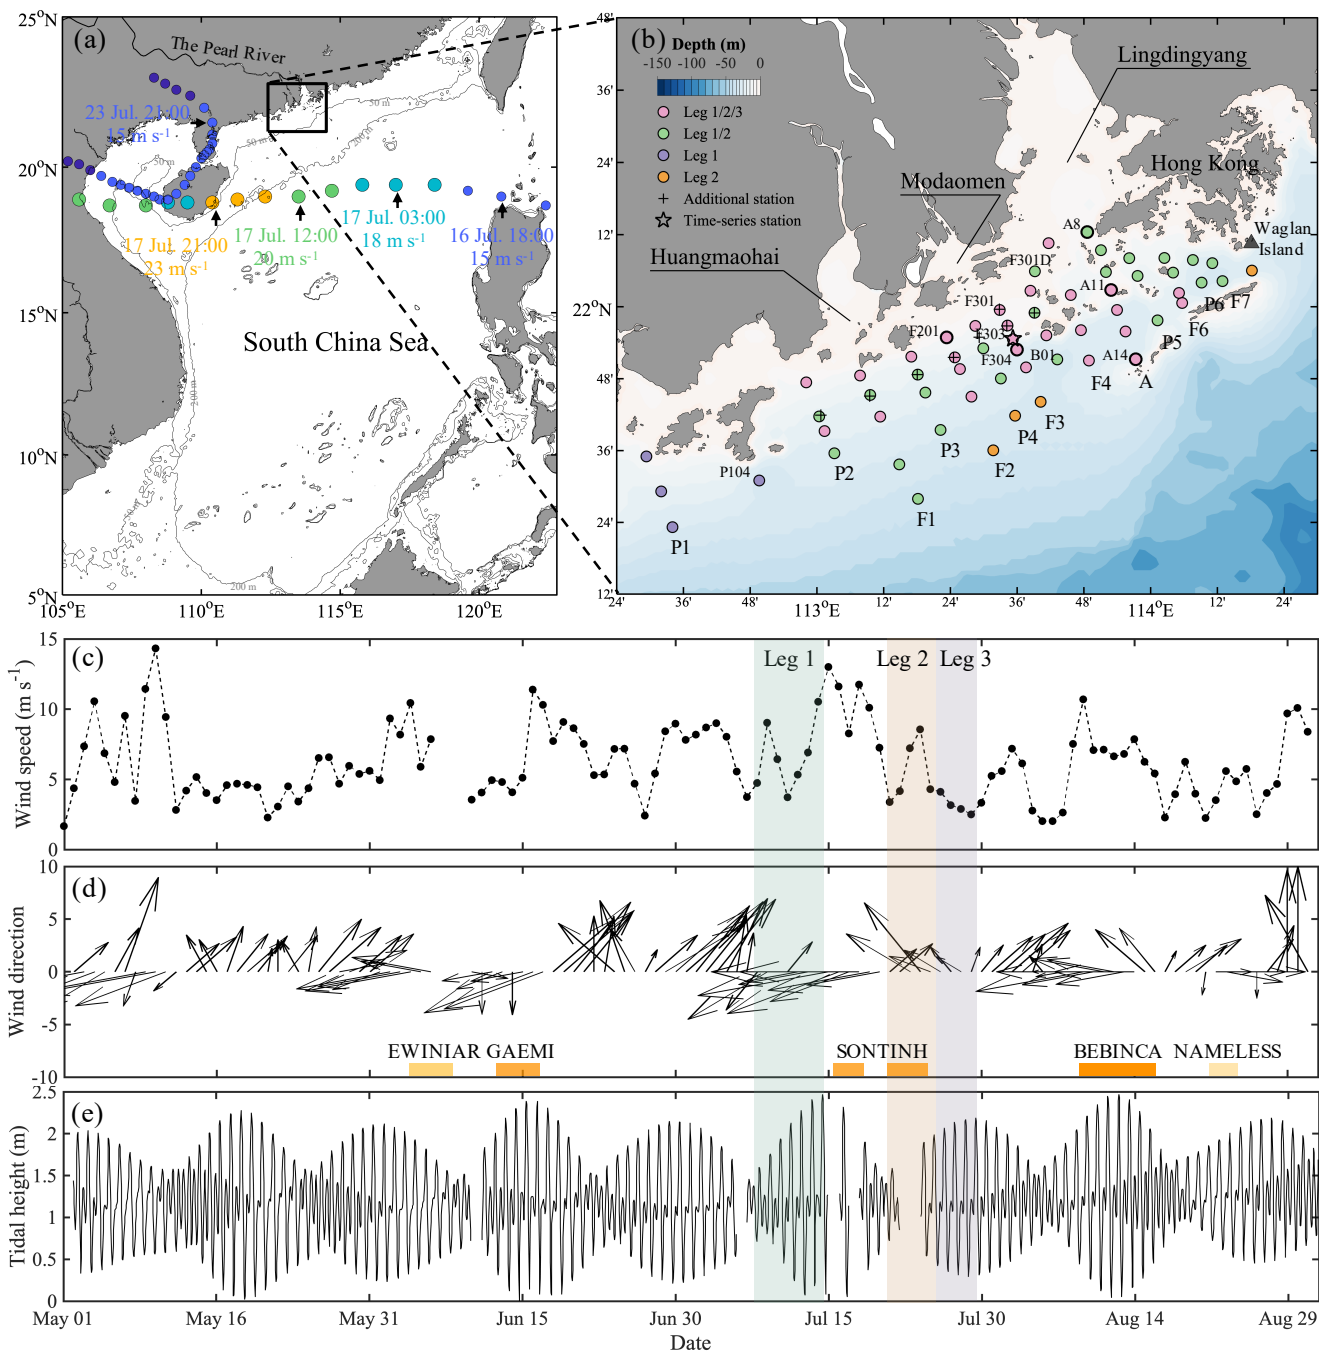 (a)
25°N
20°N
15°N
10°N
5°N
105°E
110°E
115°E
120°E
The Pearl River
50 m
200 m
50 m
50 m
23 Jul. 21:00
15 m s⁻¹
17 Jul. 21:00
23 m s⁻¹
17 Jul. 12:00
20 m s⁻¹
17 Jul. 03:00
18 m s⁻¹
16 Jul. 18:00
15 m s⁻¹
South China Sea
200 m
200 m
(b)
Depth (m)
-150 -100 -50 0
Leg 1/2/3
Leg 1/2
Leg 1
Leg 2
Additional station
Time-series station
48'
36'
24'
12'
22°N
48'
36'
24'
12'
24'
36'
48'
113°E
12'
24'
36'
48'
114°E
12'
24'
Lingdingyang
Hong Kong
Modaomen
Huangmaohai
Waglan
Island
A8
F301D
A11
F301
F201
F303
F304
B01
A14
P104
P1
P2
P3
P4
P5
P6
F1
F2
F3
F4
F6
F7
A
(c)
Wind speed (m s⁻¹)
15
10
5
0
Leg 1
Leg 2
Leg 3
(d)
Wind direction
10
5
0
-5
-10
EWINIAR
GAEMI
SONTINH
BEBINCA
NAMELESS
(e)
Tidal height (m)
2.5
2
1.5
1
0.5
0
May 01
May 16
May 31
Jun 15
Jun 30
Jul 15
Jul 30
Aug 14
Aug 29
Date